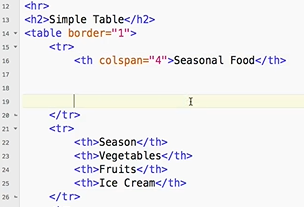 12 <hr>
13 <h2>Simple Table</h2>
14 <table border="1">
15 <tr>
16 <th colspan="4">Seasonal Food</th>
17
18
19
20 </tr>
21 <tr>
22 <th>Season</th>
23 <th>Vegetables</th>
24 <th>Fruits</th>
25 <th>Ice Cream</th>
26 </tr>